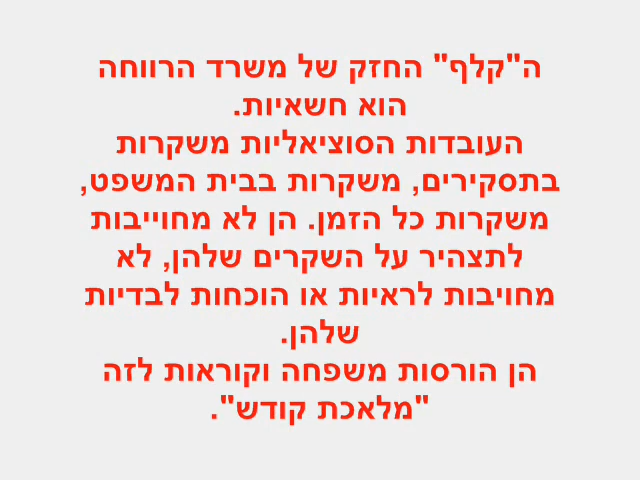 ה"קלף" החזק של משרד הרווחה
הוא חשאיות.
העובדות הסוציאליות משקרות
בתסקירים, משקרות בבית המשפט,
משקרות כל הזמן. הן לא מחוייבות
לתצהיר על השקרים שלהן, לא
מחויבות לראיות או הוכחות לבדיות
שלהן.
הן הורסות משפחה וקוראות לזה
"מלאכת קודש".